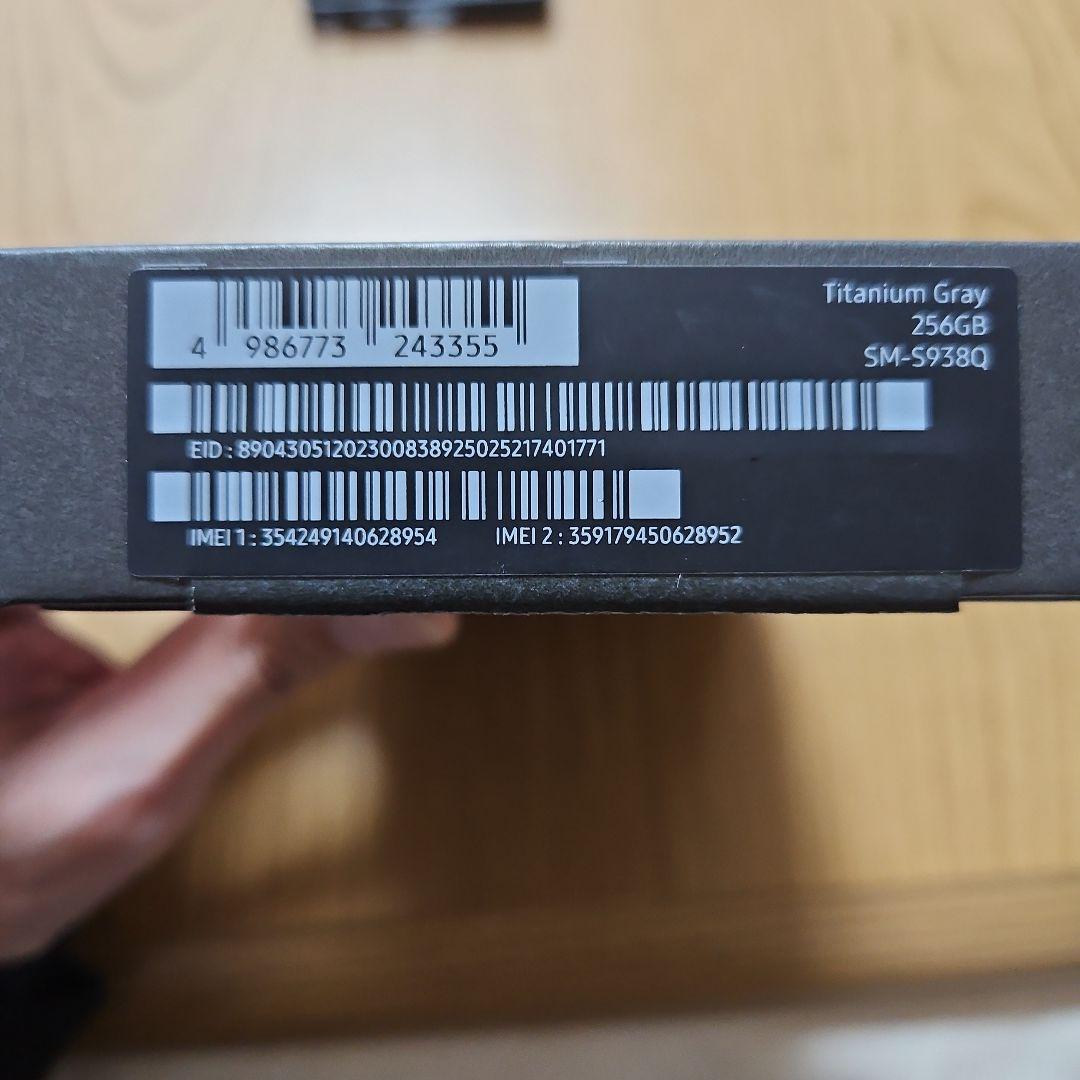 4 986773 243355
Titanium Gray
256GB
SM-S938Q
EID : 89043051202300838925025217401771
IMEI 1 : 354249140628954 IMEI 2 : 359179450628952